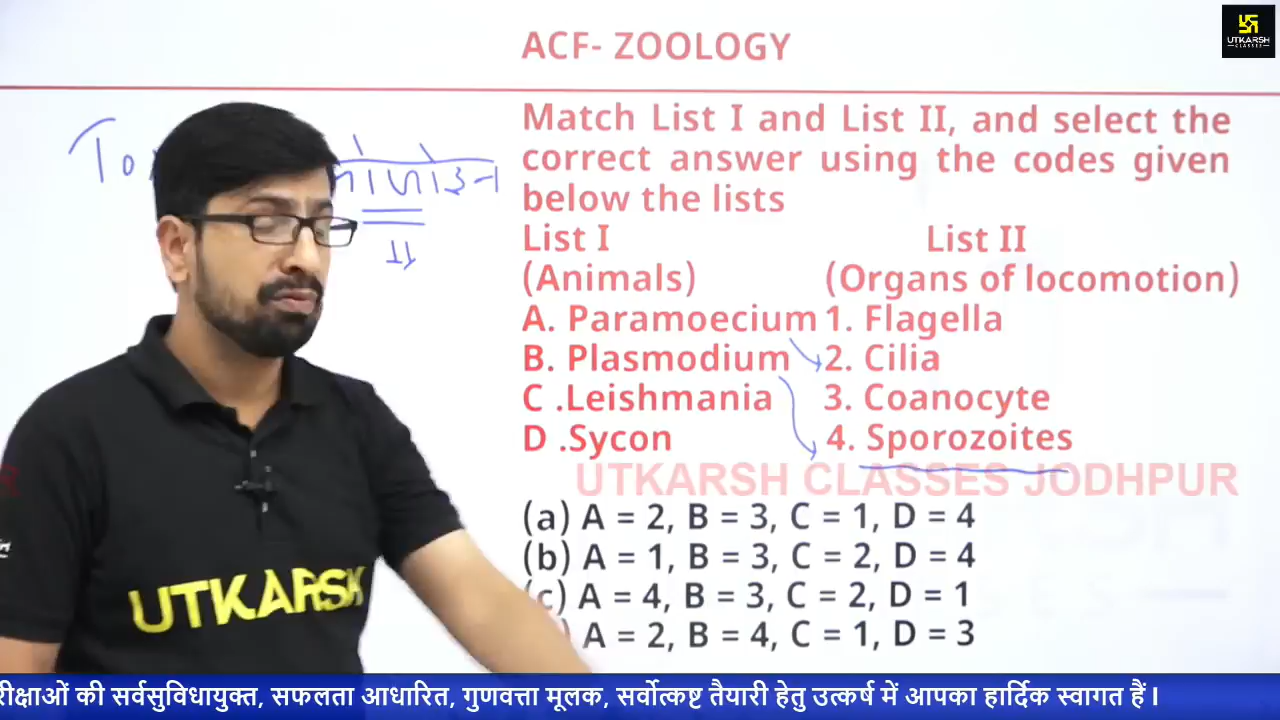 UTKARSH
CLASSES
ACF- ZOOLOGY
Match List I and List II, and select the
correct answer using the codes given
below the lists
List I List II
(Animals) (Organs of locomotion)
A. Paramoecium 1. Flagella
B. Plasmodium 2. Cilia
C .Leishmania 3. Coanocyte
D .Sycon 4. Sporozoites
UTKARSH CLASSES JODHPUR
(a) A = 2, B = 3, C = 1, D = 4
(b) A = 1, B = 3, C = 2, D = 4
c) A = 4, B = 3, C = 2, D = 1
) A = 2, B = 4, C = 1, D = 3
UTKARSH
की सर्वसुविधायुक्त, सफलता आधारित, गुणवत्ता मूलक, सर्वोत्कष्ट तैयारी हेतु उत्कर्ष में आपका हार्दिक स्वागत हैं I